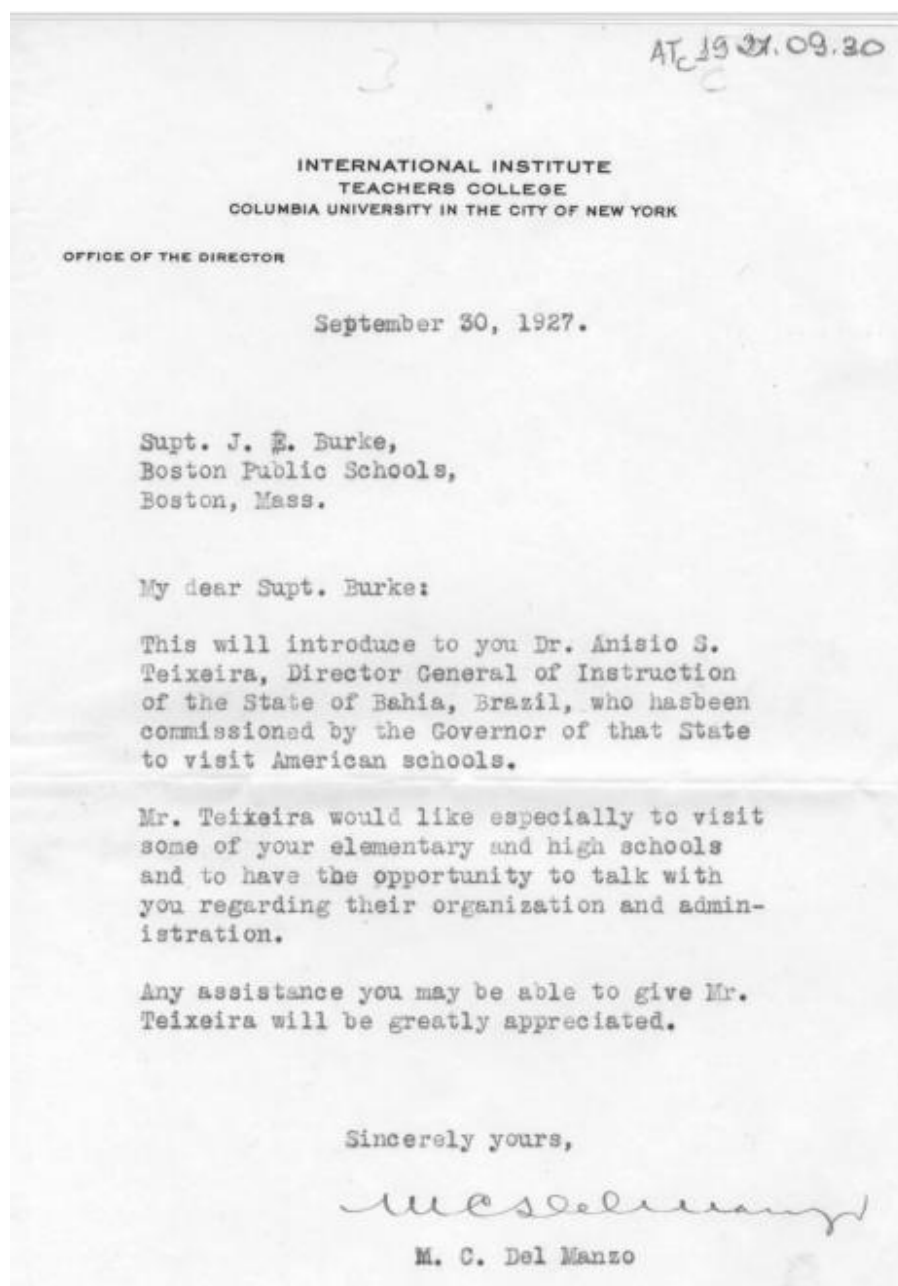 ATc 1927.09.30
INTERNATIONAL INSTITUTE
TEACHERS COLLEGE
COLUMBIA UNIVERSITY IN THE CITY OF NEW YORK
OFFICE OF THE DIRECTOR
September 30, 1927.
Supt. J. E. Burke,
Boston Public Schools,
Boston, Mass.
My dear Supt. Burke:
This will introduce to you Dr. Anisio S.
Teixeira, Director General of Instruction
of the State of Bahia, Brazil, who hasbeen
commissioned by the Governor of that State
to visit American schools.
Mr. Teixeira would like especially to visit
some of your elementary and high schools
and to have the opportunity to talk with
you regarding their organization and admin-
istration.
Any assistance you may be able to give Mr.
Teixeira will be greatly appreciated.
Sincerely yours,
MC Del Manzo
M. C. Del Manzo